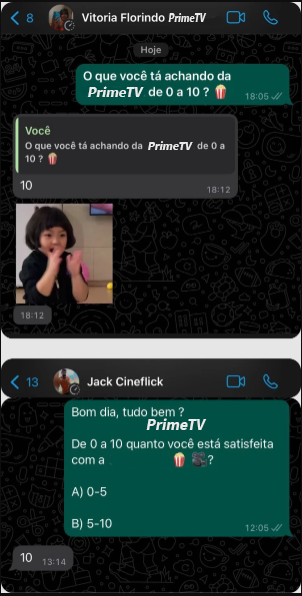 8 Vitoria Florindo PrimeTV
Hoje
O que você tá achando da
PrimeTV de 0 a 10 ? 🍿
18:05
Você
O que você tá achando da PrimeTV de 0 a
10 ? 🍿
10
18:12
18:12
13 Jack Cineflick
Bom dia, tudo bem ?
PrimeTV
De 0 a 10 quanto você está satisfeita
com a 🍿 🎥?
A) 0-5
B) 5-10
12:05
10 13:14